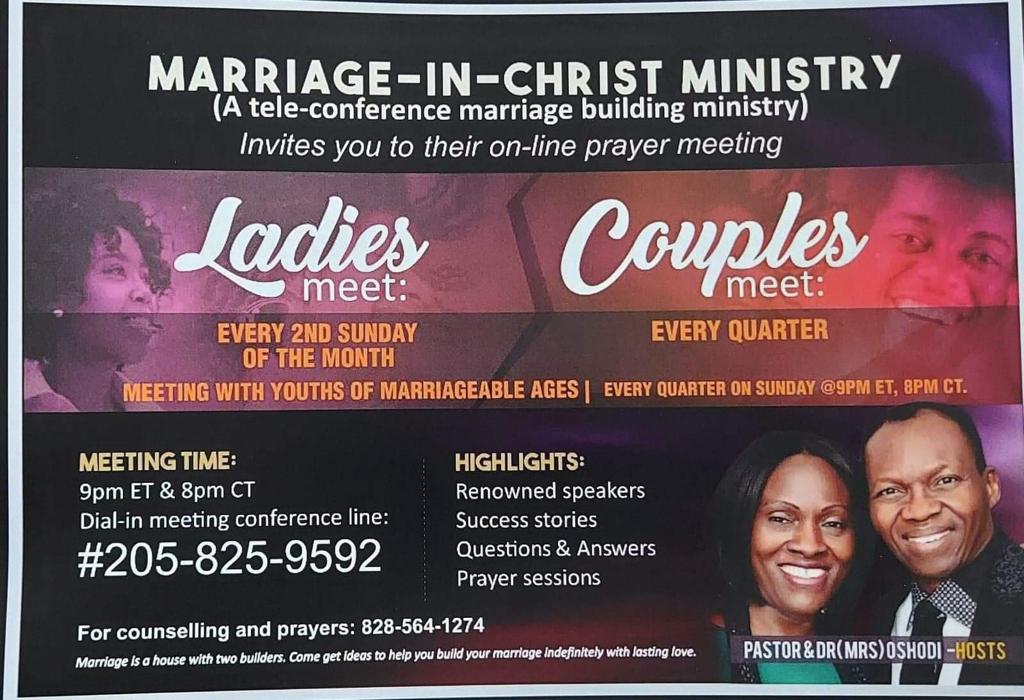 MARRIAGE-IN-CHRIST MINISTRY
(A tele-conference marriage building ministry)
Invites you to their on-line prayer meeting
Ladies
meet:
EVERY 2ND SUNDAY
OF THE MONTH
Couples
meet:
EVERY QUARTER
MEETING WITH YOUTHS OF MARRIAGEABLE AGES | EVERY QUARTER ON SUNDAY @9PM ET, 8PM CT.
MEETING TIME:
9pm ET & 8pm CT
Dial-in meeting conference line:
#205-825-9592
HIGHLIGHTS:
Renowned speakers
Success stories
Questions & Answers
Prayer sessions
For counselling and prayers: 828-564-1274
Marriage is a house with two builders. Come get ideas to help you build your marriage indefinitely with lasting love.
PASTOR & DR(MRS) OSHODI -HOSTS